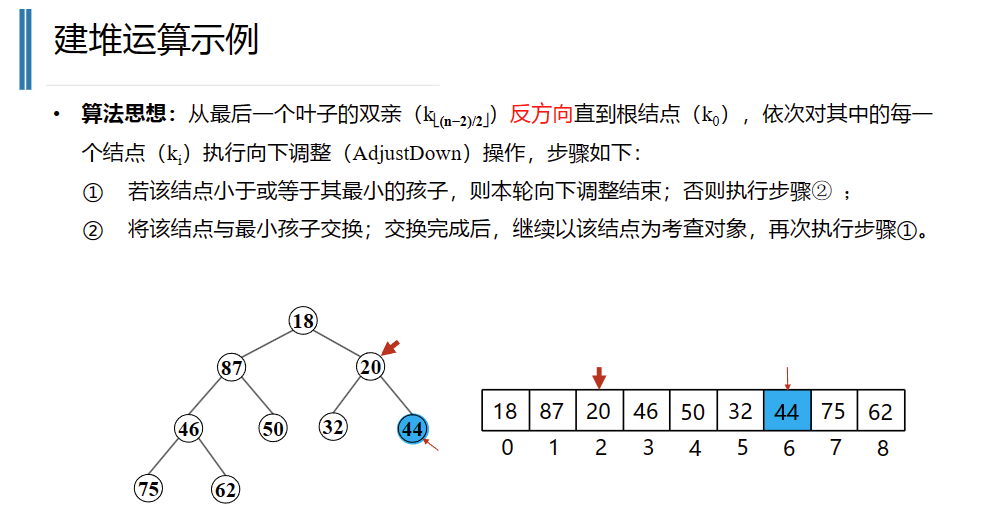 建堆运算示例
• 算法思想：从最后一个叶子的双亲（k⌊(n−2)/2⌋）反方向直到根结点（k0），依次对其中的每一
个结点（ki）执行向下调整（AdjustDown）操作，步骤如下：
① 若该结点小于或等于其最小的孩子，则本轮向下调整结束；否则执行步骤②；
② 将该结点与最小孩子交换；交换完成后，继续以该结点为考查对象，再次执行步骤①。
18
87 20
46 50 32 44
75 62
18 87 20 46 50 32 44 75 62
0 1 2 3 4 5 6 7 8